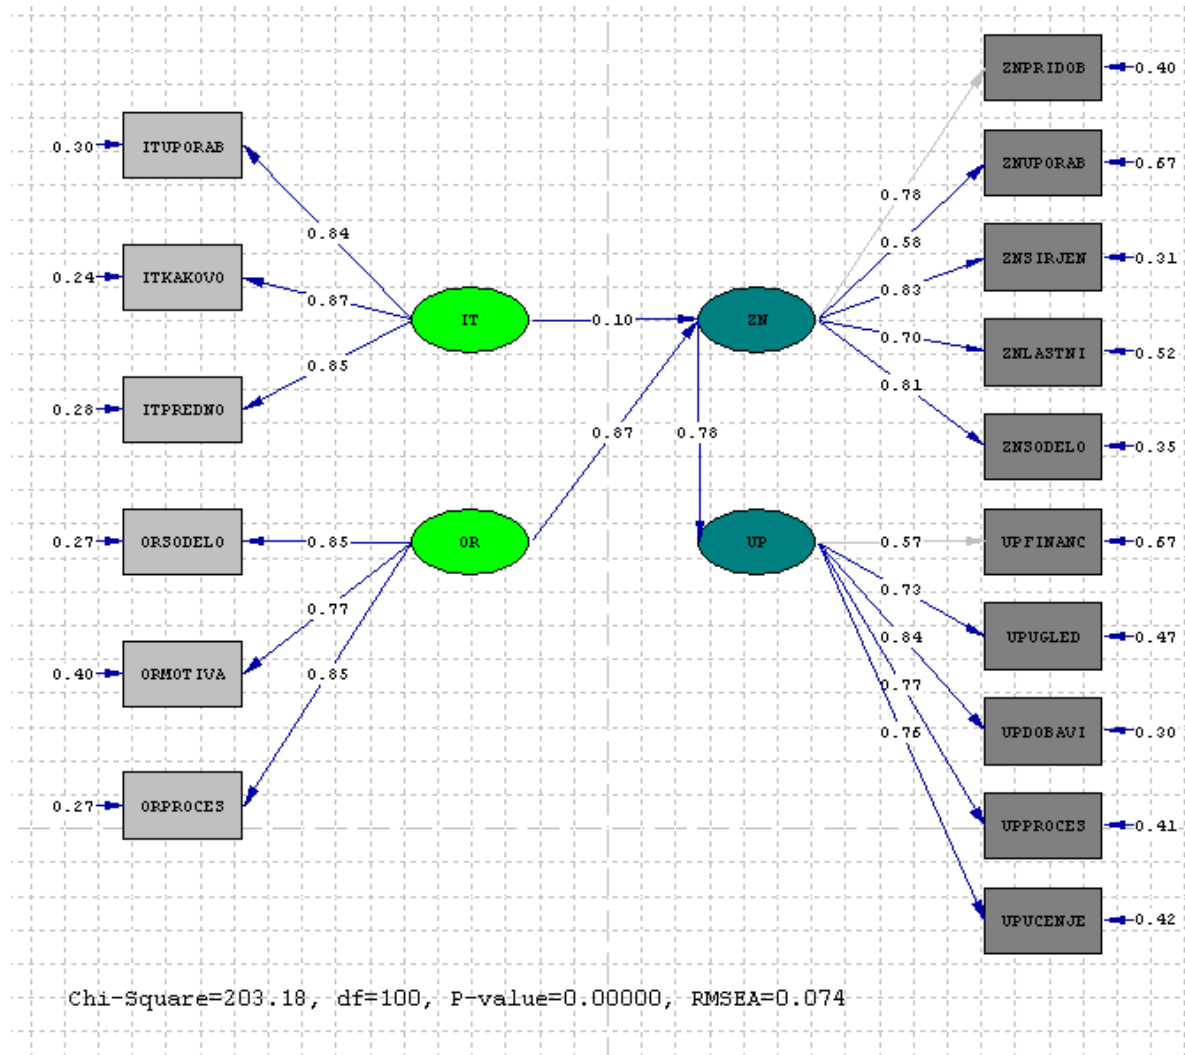 ZNPRIDOB
0.40
0.30
ITUPORAB
ZNUPORAB
0.67
0.78
0.84
0.58
ZNSIRJEN
0.31
0.24
ITKAKOVO
0.87
0.83
IT
0.10
ZN
0.70
ZNLASTNI
0.52
0.85
0.81
0.28
ITPREDNO
0.87
0.78
ZNSODELO
0.35
0.27
ORSODELO
0.85
OR
UP
0.57
UPFINANC
0.67
0.73
0.77
0.84
UPUGLED
0.47
0.40
ORMOTIVA
0.85
0.77
0.76
UPDOBAVI
0.30
0.27
ORPROCES
UPPROCES
0.41
UPUCENJE
0.42
Chi-Square=203.18, df=100, P-value=0.00000, RMSEA=0.074